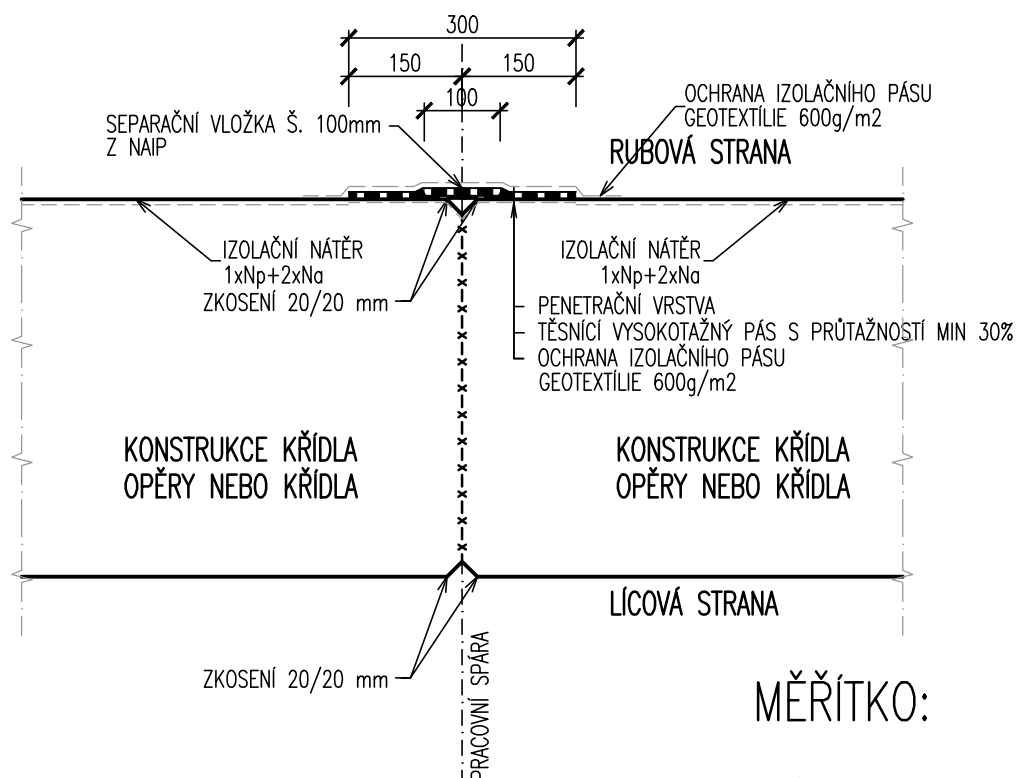 300
150
150
100
OCHRANA IZOLAČNÍHO PÁSU
GEOTEXTÍLIE 600g/m2
SEPARAČNÍ VLOŽKA Š. 100mm
Z NAIP
RUBOVÁ STRANA
IZOLAČNÍ NÁTĚR
1xNp+2xNa
ZKOSENÍ 20/20 mm
IZOLAČNÍ NÁTĚR
1xNp+2xNa
PENETRAČNÍ VRSTVA
TĚSNÍCÍ VYSOKOTAŽNÝ PÁS S PRŮTAŽNOSTÍ MIN 30%
OCHRANA IZOLAČNÍHO PÁSU
GEOTEXTÍLIE 600g/m2
KONSTRUKCE KŘÍDLA
OPĚRY NEBO KŘÍDLA
KONSTRUKCE KŘÍDLA
OPĚRY NEBO KŘÍDLA
LÍCOVÁ STRANA
ZKOSENÍ 20/20 mm
PRACOVNÍ SPÁRA
MĚŘÍTKO: